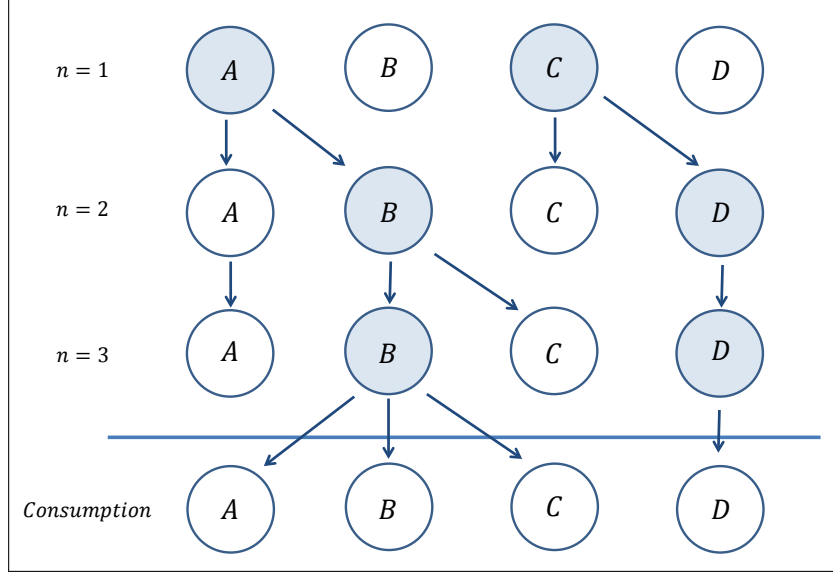 n = 1 A B C D
n = 2 A B C D
n = 3 A B C D
Consumption A B C D